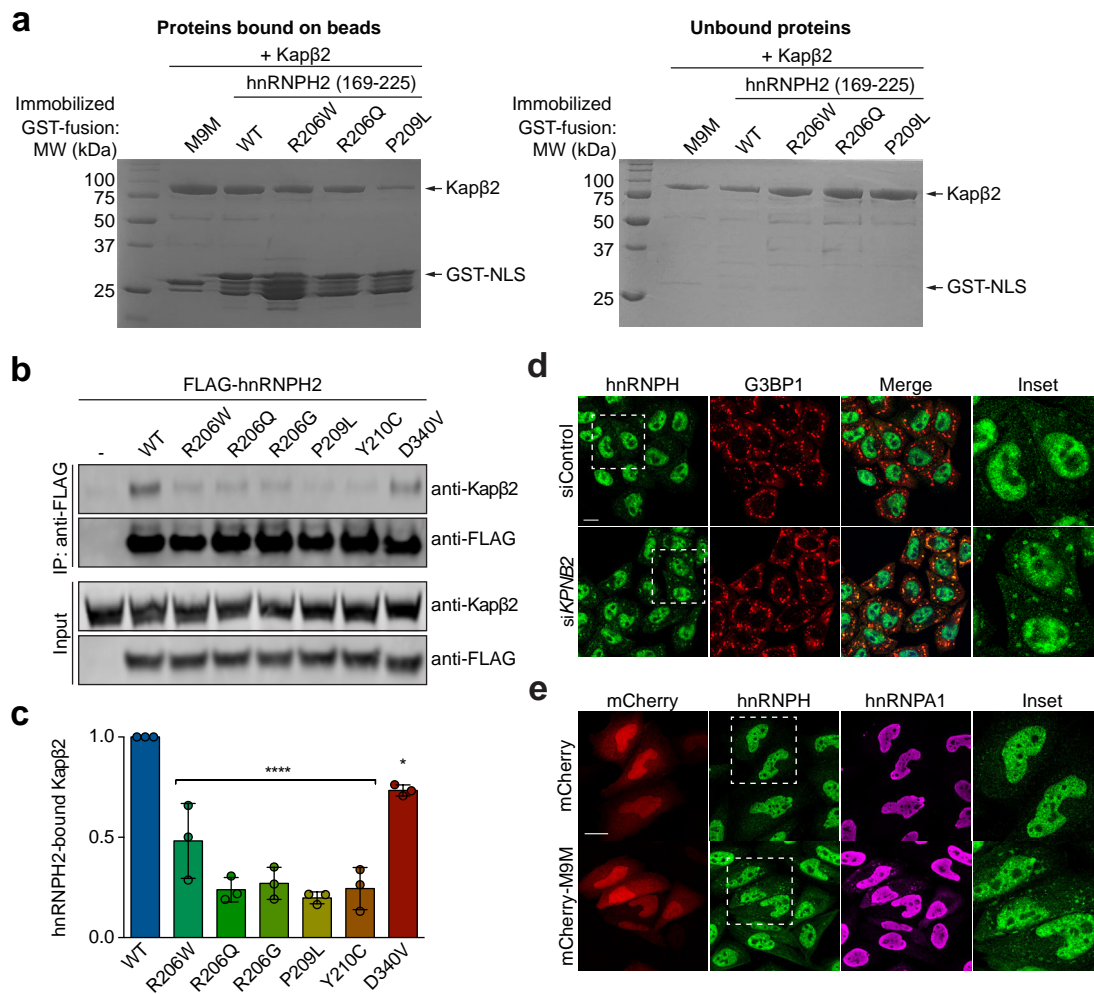 a
Proteins bound on beads
+ Kapβ2
hnRNPH2 (169-225)
Immobilized
GST-fusion:
MW (kDa)
M9M
WT
R206W
R206Q
P209L
100
75
50
37
25
Kapβ2
GST-NLS
Unbound proteins
+ Kapβ2
hnRNPH2 (169-225)
Immobilized
GST-fusion:
MW (kDa)
M9M
WT
R206W
R206Q
P209L
100
75
50
37
25
Kapβ2
GST-NLS
b
FLAG-hnRNPH2
-
WT
R206W
R206Q
R206G
P209L
Y210C
D340V
IP: anti-FLAG
anti-Kapβ2
anti-FLAG
Input
anti-Kapβ2
anti-FLAG
c
hnRNPH2-bound Kapβ2
1.0
0.5
0.0
****
*
WT
R206W
R206Q
R206G
P209L
Y210C
D340V
d
hnRNPH
G3BP1
Merge
Inset
siControl
siKPNB2
e
mCherry
hnRNPH
hnRNPA1
Inset
mCherry
mCherry-M9M